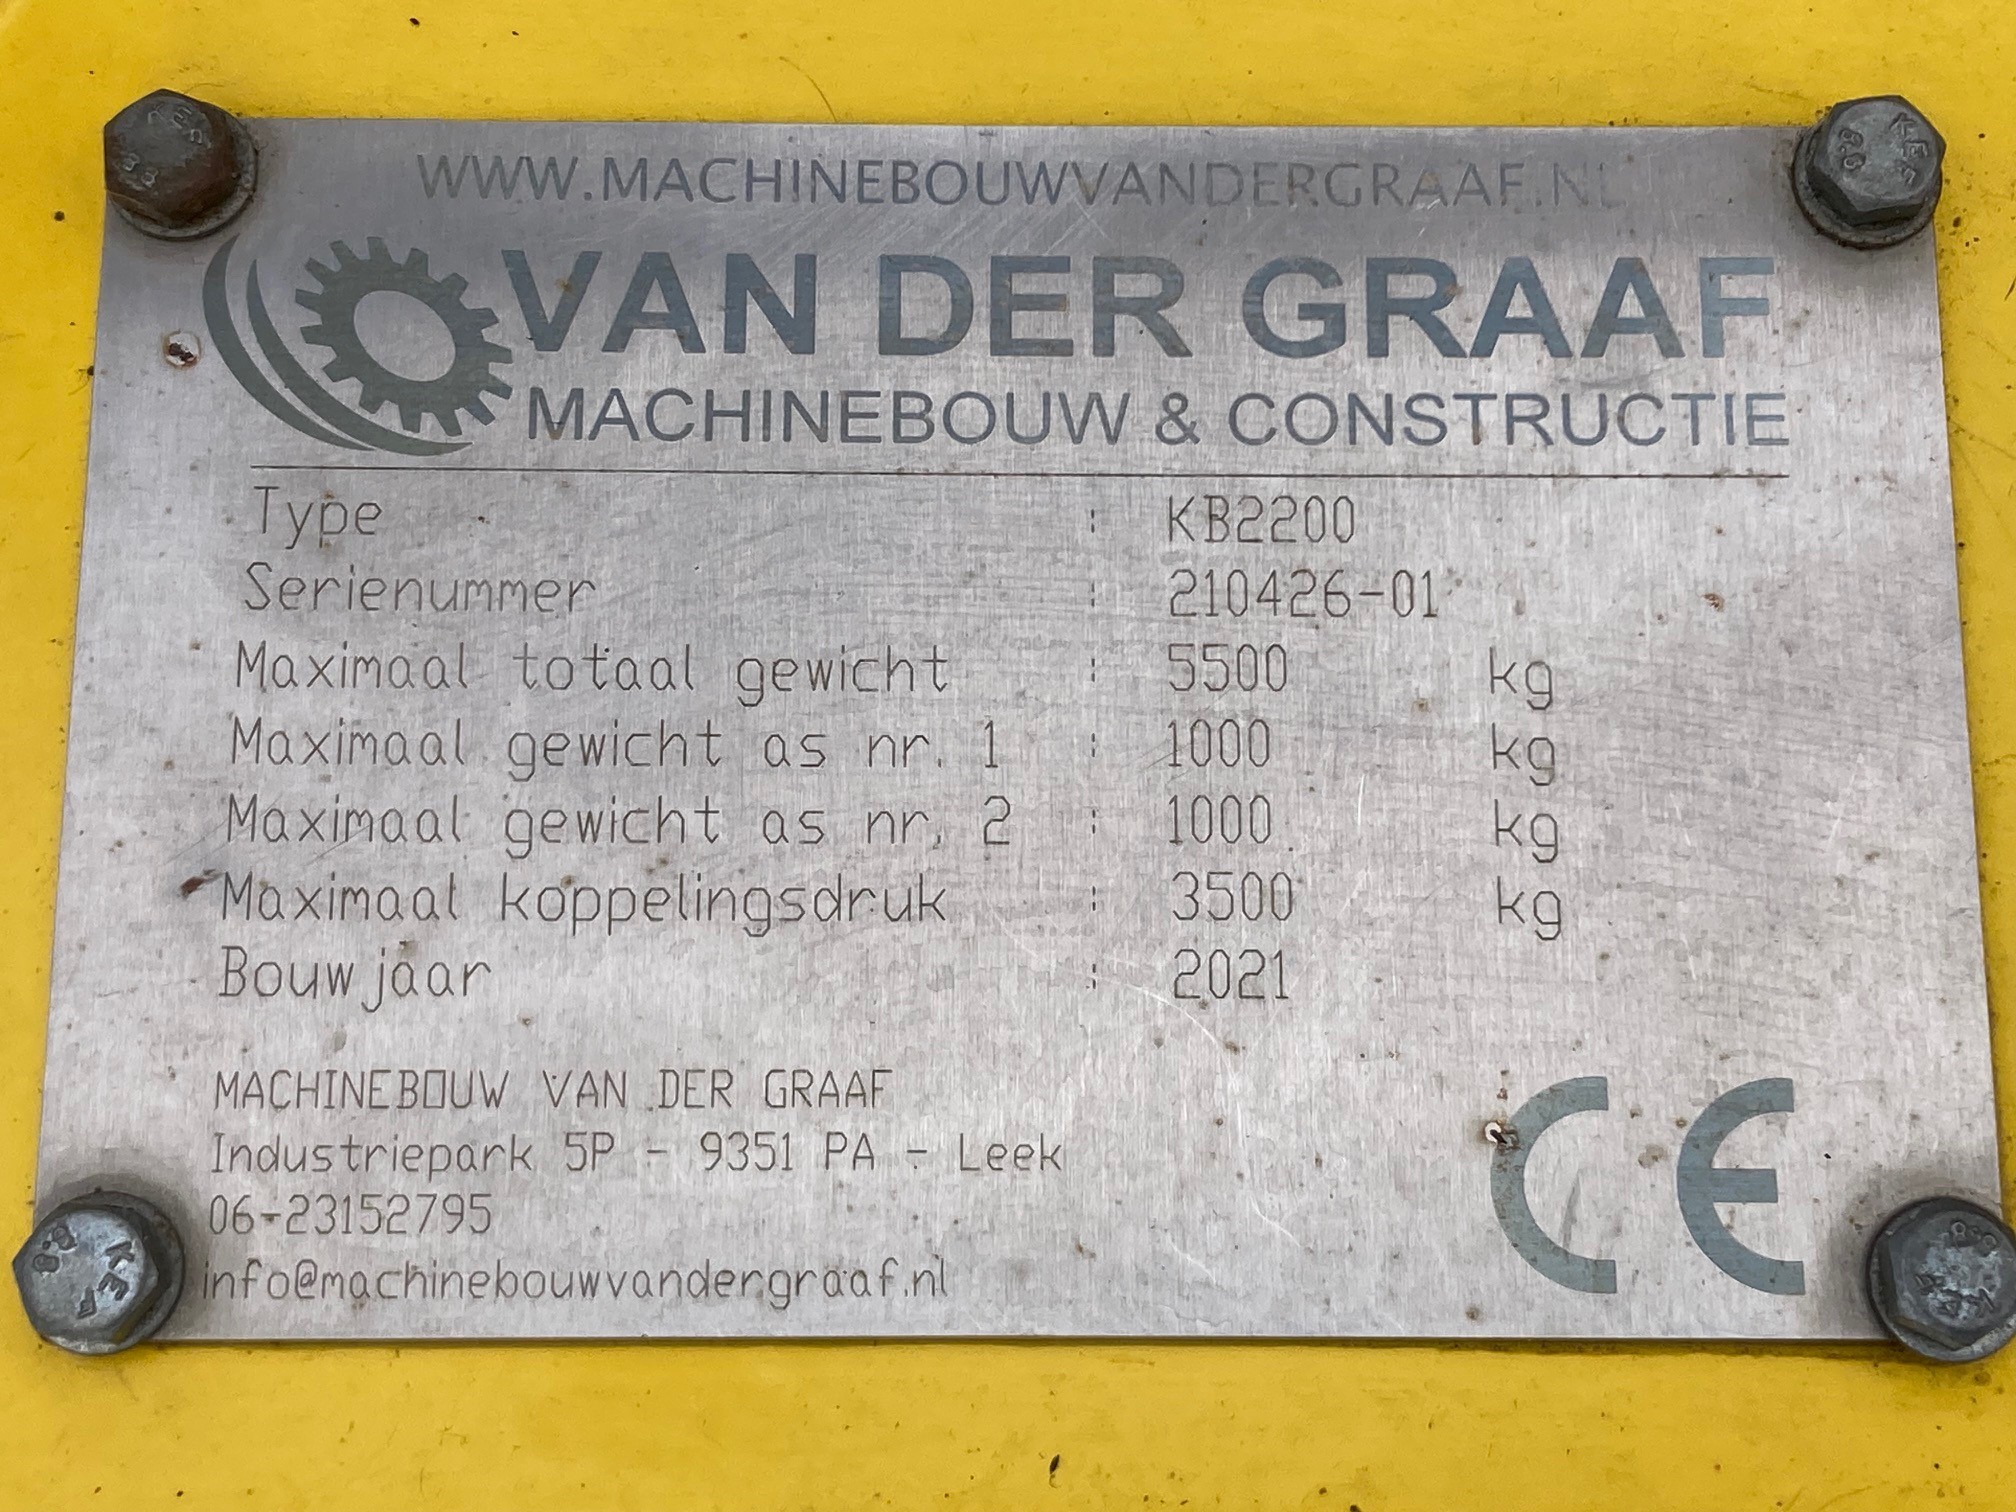 WWW.MACHINEBOUWVANDERGRAAF.NL
VAN DER GRAAF
MACHINEBOUW & CONSTRUCTIE
Type : KB2200
Serienummer : 210426-01
Maximaal totaal gewicht : 5500 kg
Maximaal gewicht as nr. 1 : 1000 kg
Maximaal gewicht as nr. 2 : 1000 kg
Maximaal koppelingsdruk : 3500 kg
Bouwjaar : 2021
MACHINEBOUW VAN DER GRAAF
Industriepark 5P - 9351 PA - Leek
06-23152795
info@machinebouwvandergraaf.nl
CE